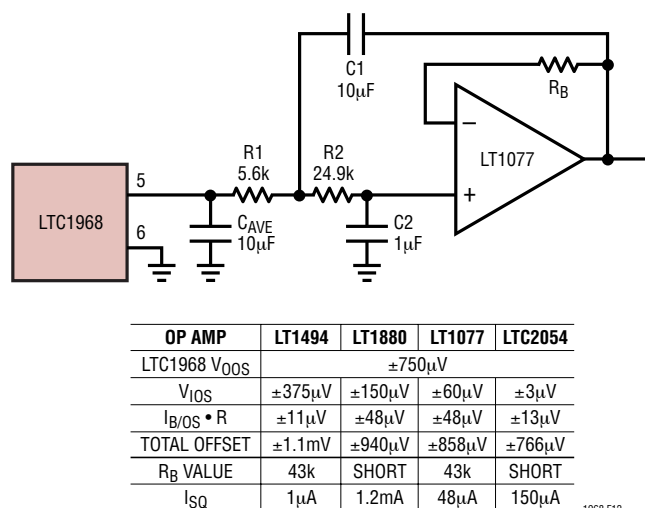 C1
10μF
R_B
LT1077
R1
5.6k
R2
24.9k
LTC1968
5
6
C_AVE
10μF
C2
1μF
−
+
OP AMP LT1494 LT1880 LT1077 LTC2054
LTC1968 V_OOS ±750μV
V_IOS ±375μV ±150μV ±60μV ±3μV
I_B/OS • R ±11μV ±48μV ±48μV ±13μV
TOTAL OFFSET ±1.1mV ±940μV ±858μV ±766μV
R_B VALUE 43k SHORT 43k SHORT
I_SQ 1μA 1.2mA 48μA 150μA
1968 F12